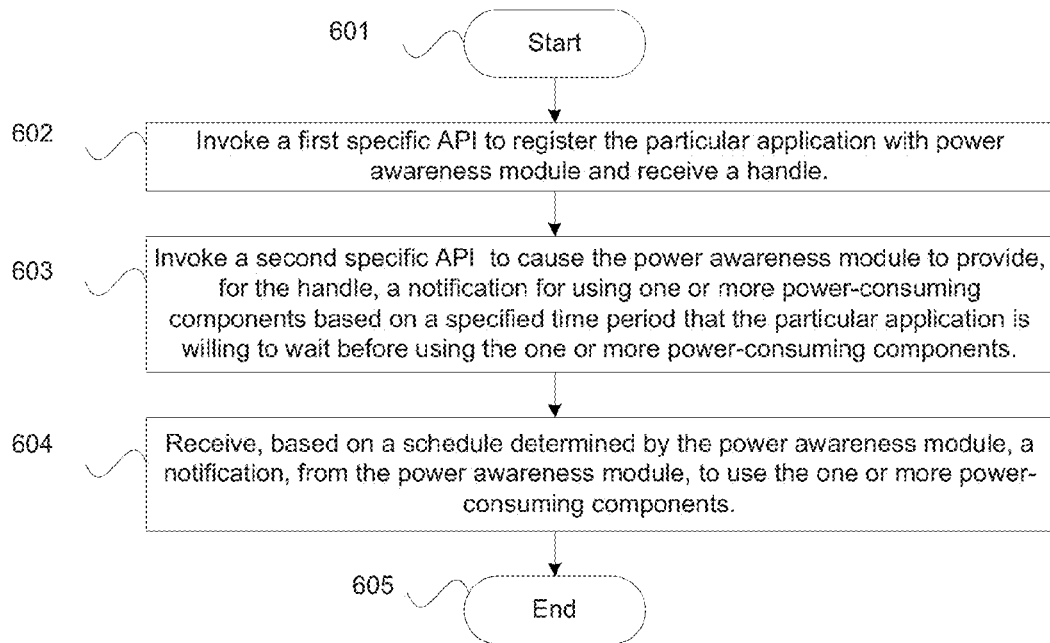 601
Start
602
Invoke a first specific API to register the particular application with power
awareness module and receive a handle.
603
Invoke a second specific API to cause the power awareness module to provide,
for the handle, a notification for using one or more power-consuming
components based on a specified time period that the particular application is
willing to wait before using the one or more power-consuming components.
604
Receive, based on a schedule determined by the power awareness module, a
notification, from the power awareness module, to use the one or more power-
consuming components.
605
End